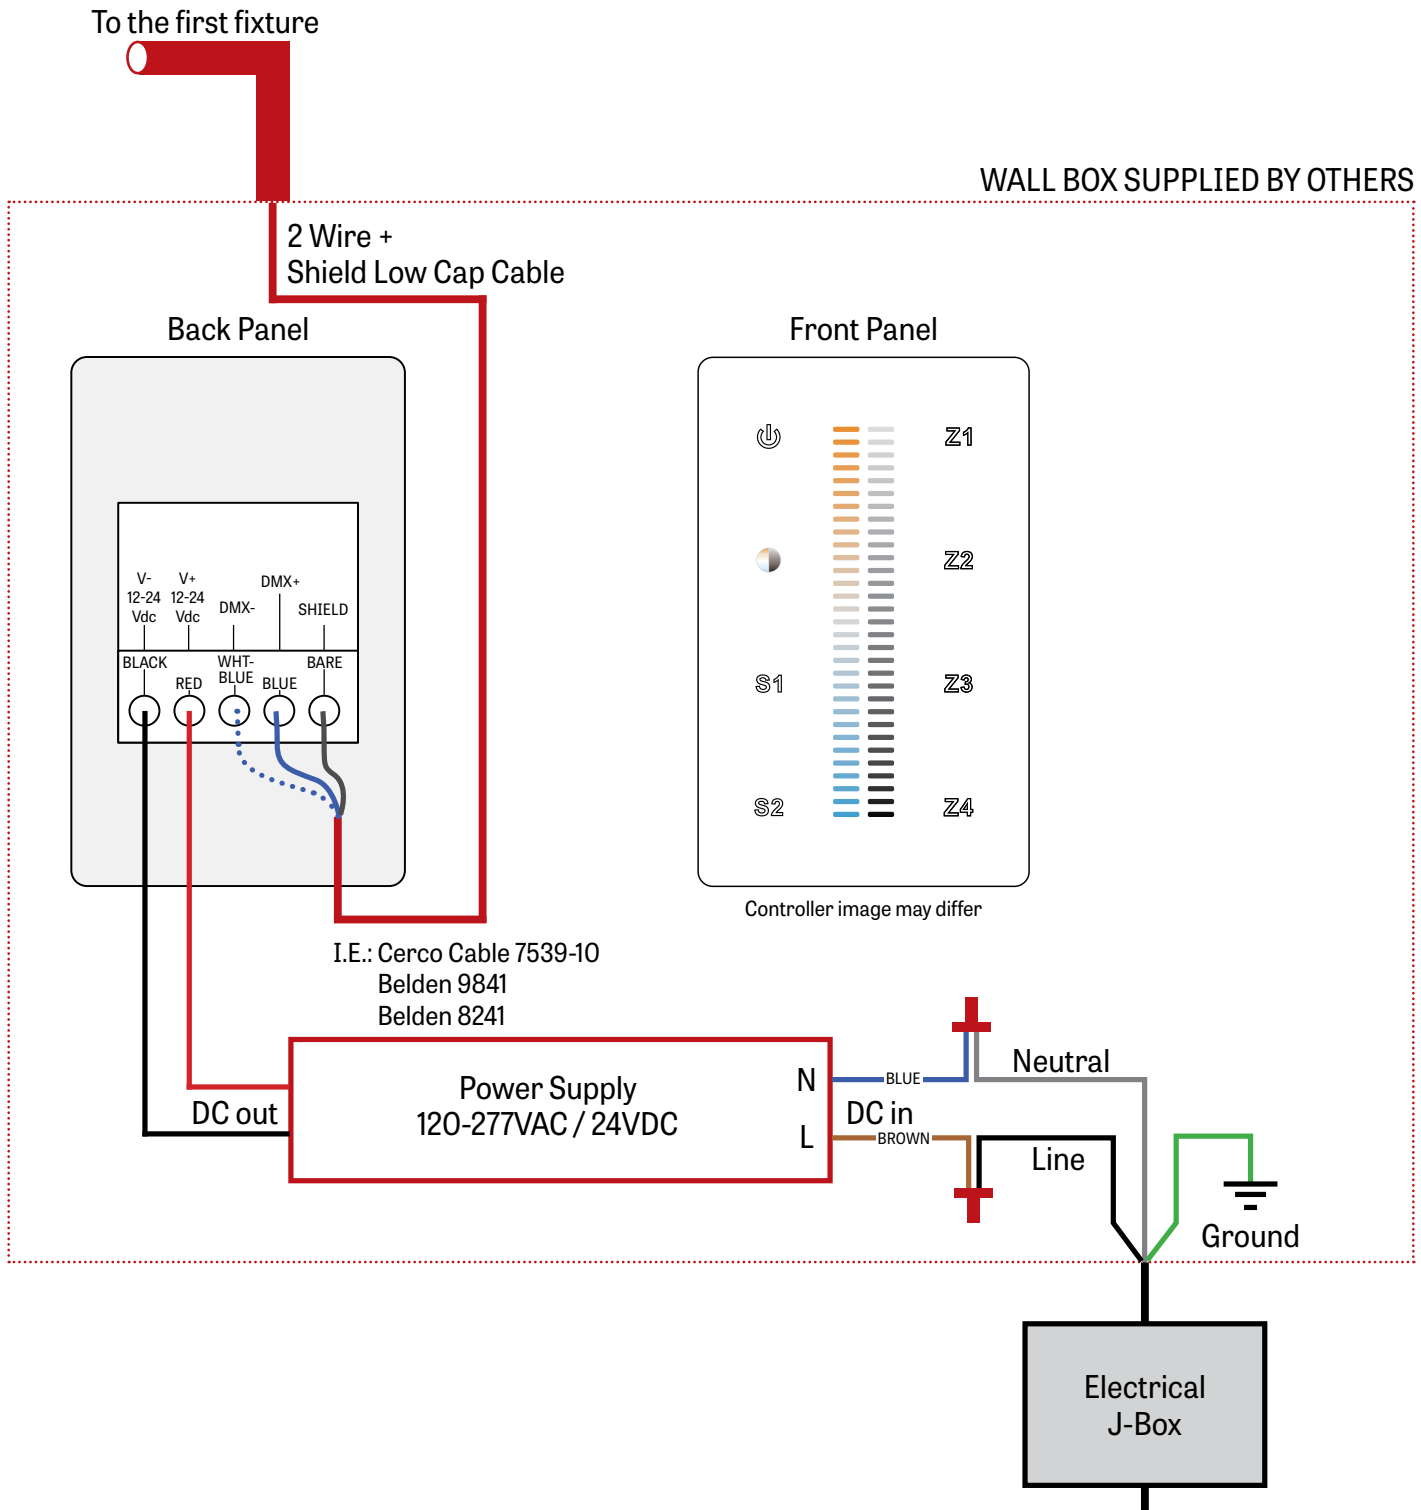 To the first fixture
WALL BOX SUPPLIED BY OTHERS
2 Wire +
Shield Low Cap Cable
Back Panel
Front Panel
V-
12-24
Vdc
V+
12-24
Vdc
DMX-
DMX+
SHIELD
BLACK
RED
WHT-
BLUE
BLUE
BARE
Z1
Z2
S1
Z3
S2
Z4
Controller image may differ
I.E.: Cerco Cable 7539-10
Belden 9841
Belden 8241
Power Supply
120-277VAC / 24VDC
DC out
N
L
BLUE
DC in
BROWN
Neutral
Line
Ground
Electrical
J-Box